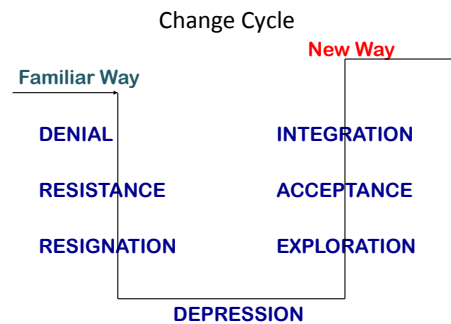 Change Cycle
New Way
Familiar Way
DENIAL
INTEGRATION
RESISTANCE
ACCEPTANCE
RESIGNATION
EXPLORATION
DEPRESSION